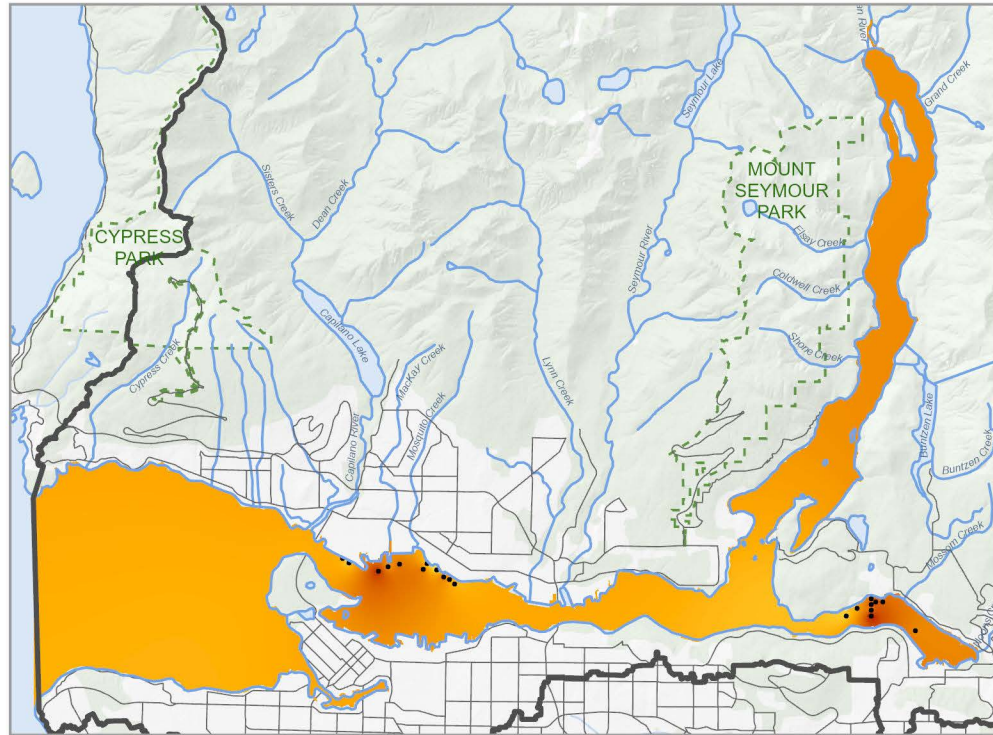 Grand Creek
Seymour Lake
MOUNT
SEYMOUR
PARK
Sisters Creek
Dean Creek
CYPRESS
PARK
Elsay Creek
Seymour River
Coldwell Creek
Capilano Lake
Cypress Creek
MacKay Creek
Lynn Creek
Shone Creek
Mosquito Creek
Buntzen Lake
Capilano River
Buntzen Creek
Mossom Creek
River